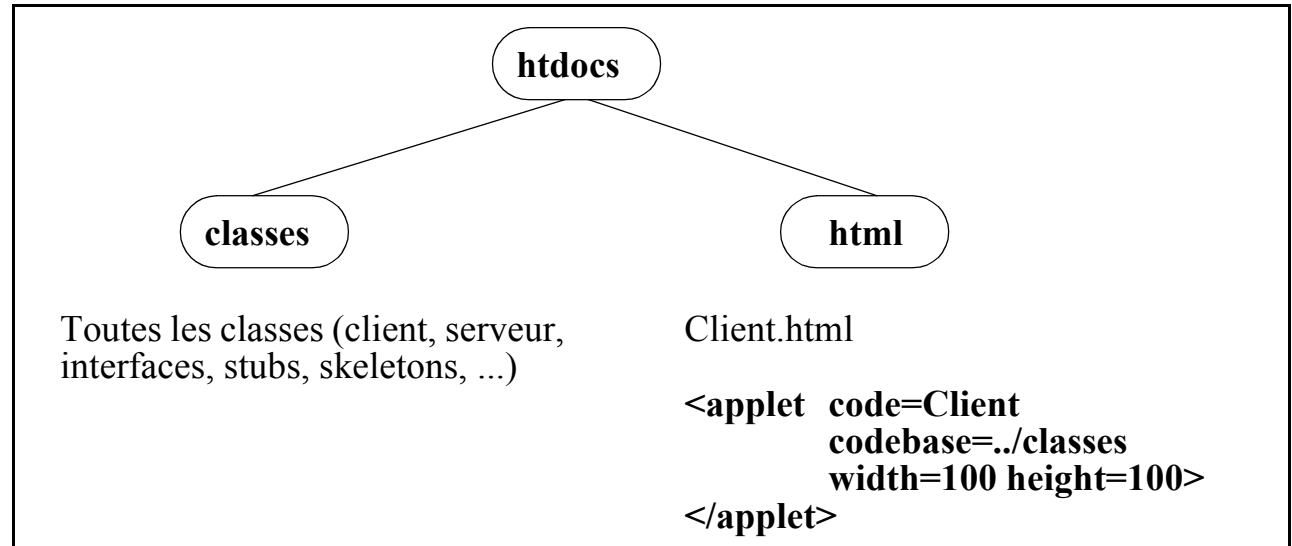 htdocs
classes
html
Toutes les classes (client, serveur,
interfaces, stubs, skeletons, ...)
Client.html
<applet code=Client
codebase=../classes
width=100 height=100>
</applet>